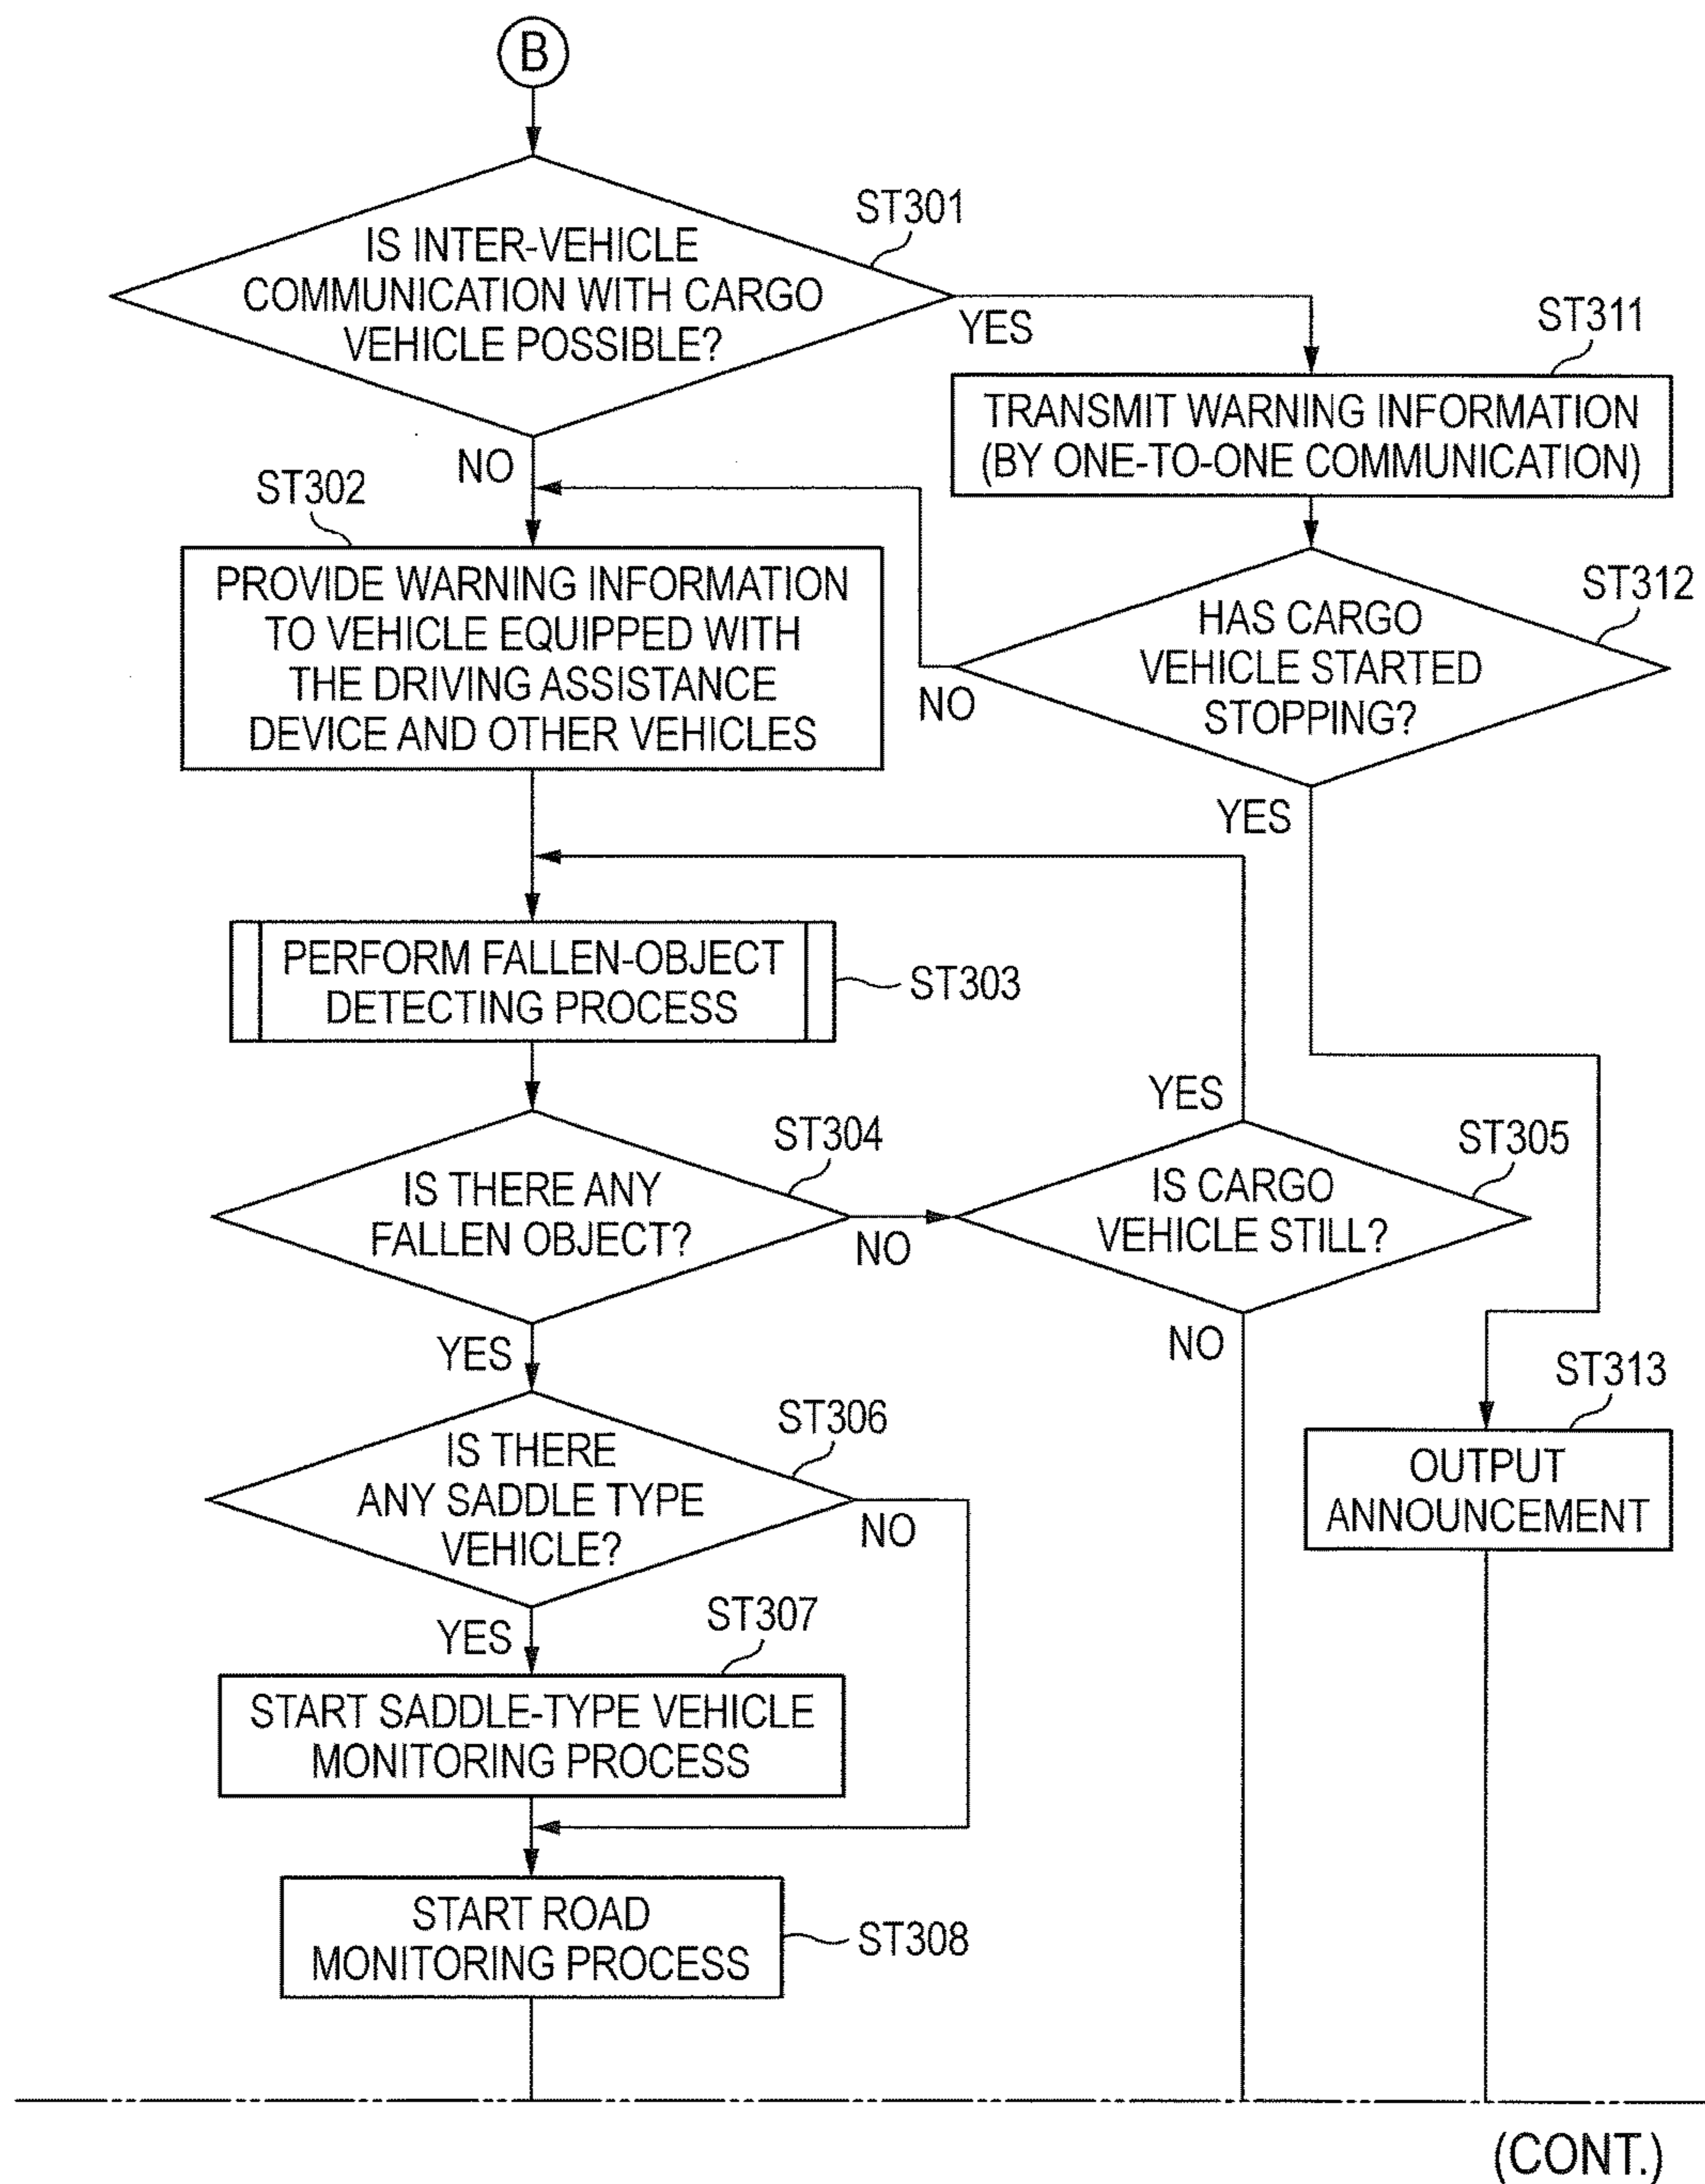 B
ST301
IS INTER-VEHICLE
COMMUNICATION WITH CARGO
VEHICLE POSSIBLE?
YES
NO
ST311
TRANSMIT WARNING INFORMATION
(BY ONE-TO-ONE COMMUNICATION)
ST302
PROVIDE WARNING INFORMATION
TO VEHICLE EQUIPPED WITH
THE DRIVING ASSISTANCE
DEVICE AND OTHER VEHICLES
ST312
HAS CARGO
VEHICLE STARTED
STOPPING?
NO
YES
PERFORM FALLEN-OBJECT
DETECTING PROCESS
ST303
ST304
IS THERE ANY
FALLEN OBJECT?
NO
YES
YES
ST305
IS CARGO
VEHICLE STILL?
NO
ST306
IS THERE
ANY SADDLE TYPE
VEHICLE?
NO
YES
ST313
OUTPUT
ANNOUNCEMENT
ST307
START SADDLE-TYPE VEHICLE
MONITORING PROCESS
START ROAD
MONITORING PROCESS
ST308
(CONT.)